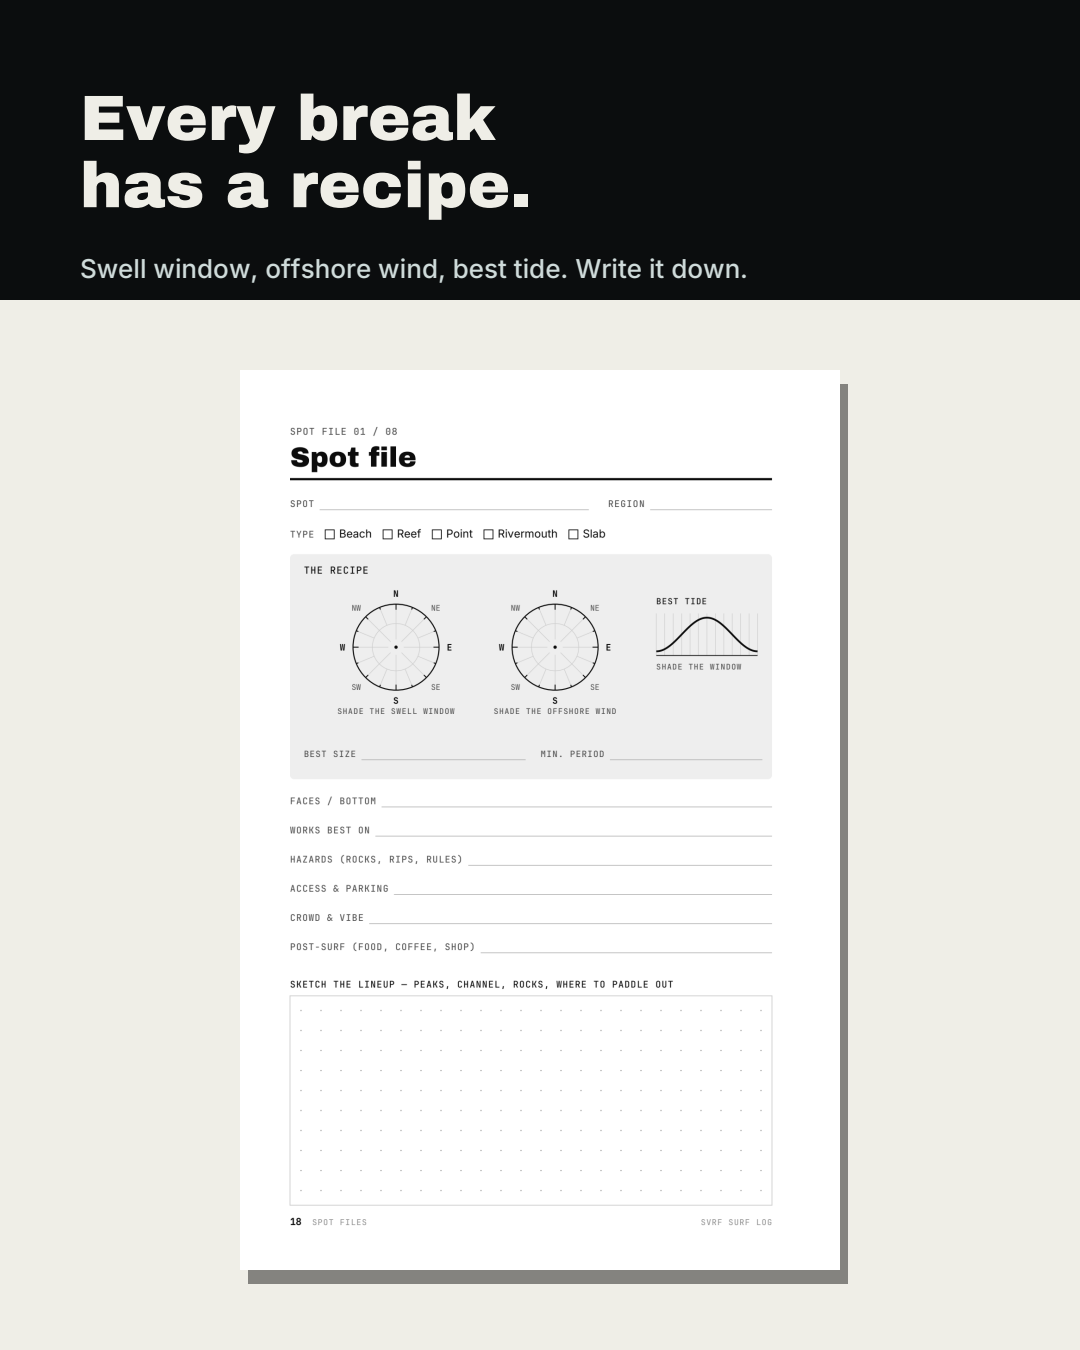 Every break
has a recipe.
Swell window, offshore wind, best tide. Write it down.
SPOT FILE 01 / 08
Spot file
SPOT REGION
TYPE Beach Reef Point Rivermouth Slab
THE RECIPE
N N
NW NE NW NE BEST TIDE
W E W E
SHADE THE WINDOW
SW SE SW SE
S S
SHADE THE SWELL WINDOW SHADE THE OFFSHORE WIND
BEST SIZE MIN. PERIOD
FACES / BOTTOM
WORKS BEST ON
HAZARDS (ROCKS, RIPS, RULES)
ACCESS & PARKING
CROWD & VIBE
POST-SURF (FOOD, COFFEE, SHOP)
SKETCH THE LINEUP — PEAKS, CHANNEL, ROCKS, WHERE TO PADDLE OUT
18 SPOT FILES SVRF SURF LOG